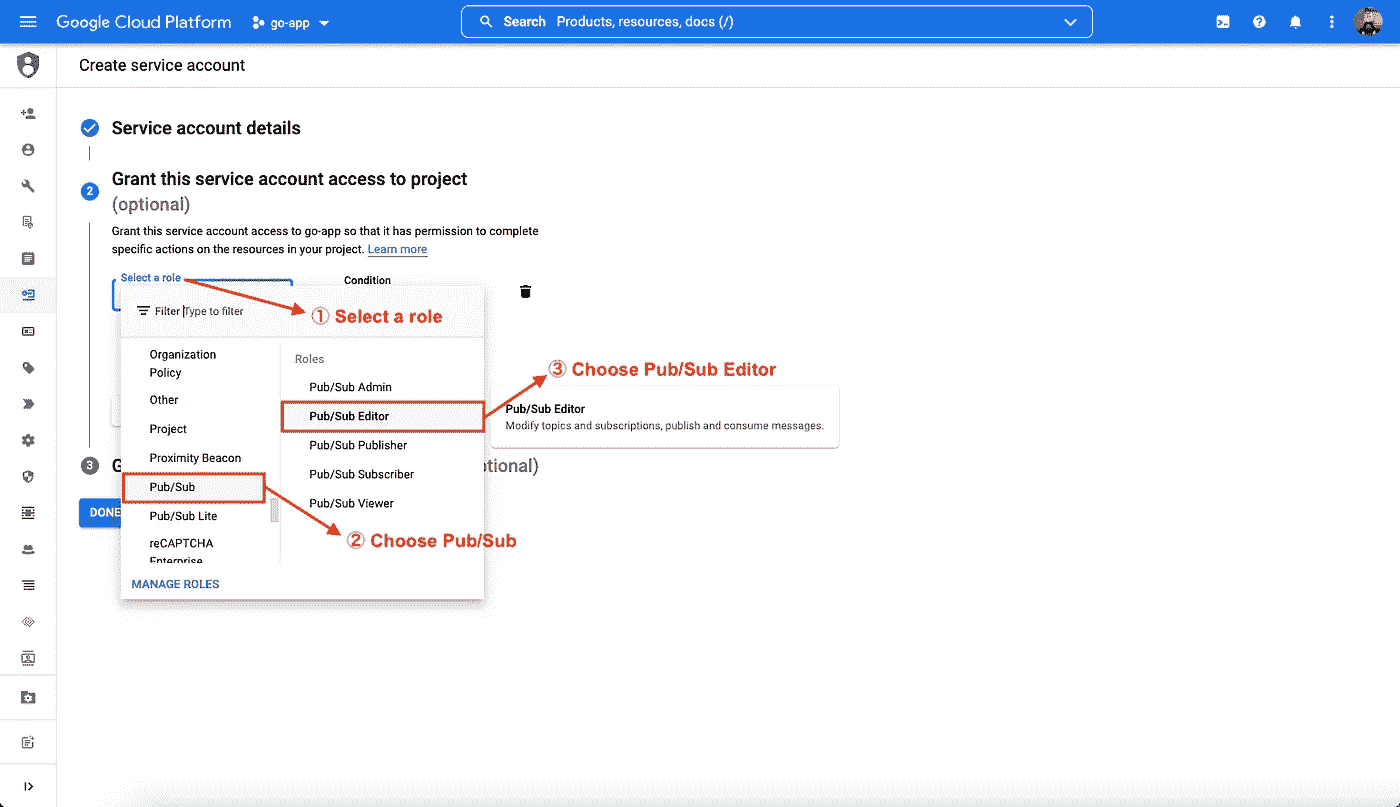 Google Cloud Platform
go-app
Search Products, resources, docs (/)
Create service account
Service account details
2
Grant this service account access to project
(optional)
Grant this service account access to go-app so that it has permission to complete
specific actions on the resources in your project. Learn more
Select a role
Condition
Filter Type to filter
① Select a role
Organization
Policy
Other
Project
Proximity Beacon
Pub/Sub
Pub/Sub Lite
reCAPTCHA
Enterprise
Roles
Pub/Sub Admin
Pub/Sub Editor
Pub/Sub Publisher
Pub/Sub Subscriber
Pub/Sub Viewer
③ Choose Pub/Sub Editor
Pub/Sub Editor
Modify topics and subscriptions, publish and consume messages.
3
G
tional)
DONE
② Choose Pub/Sub
MANAGE ROLES